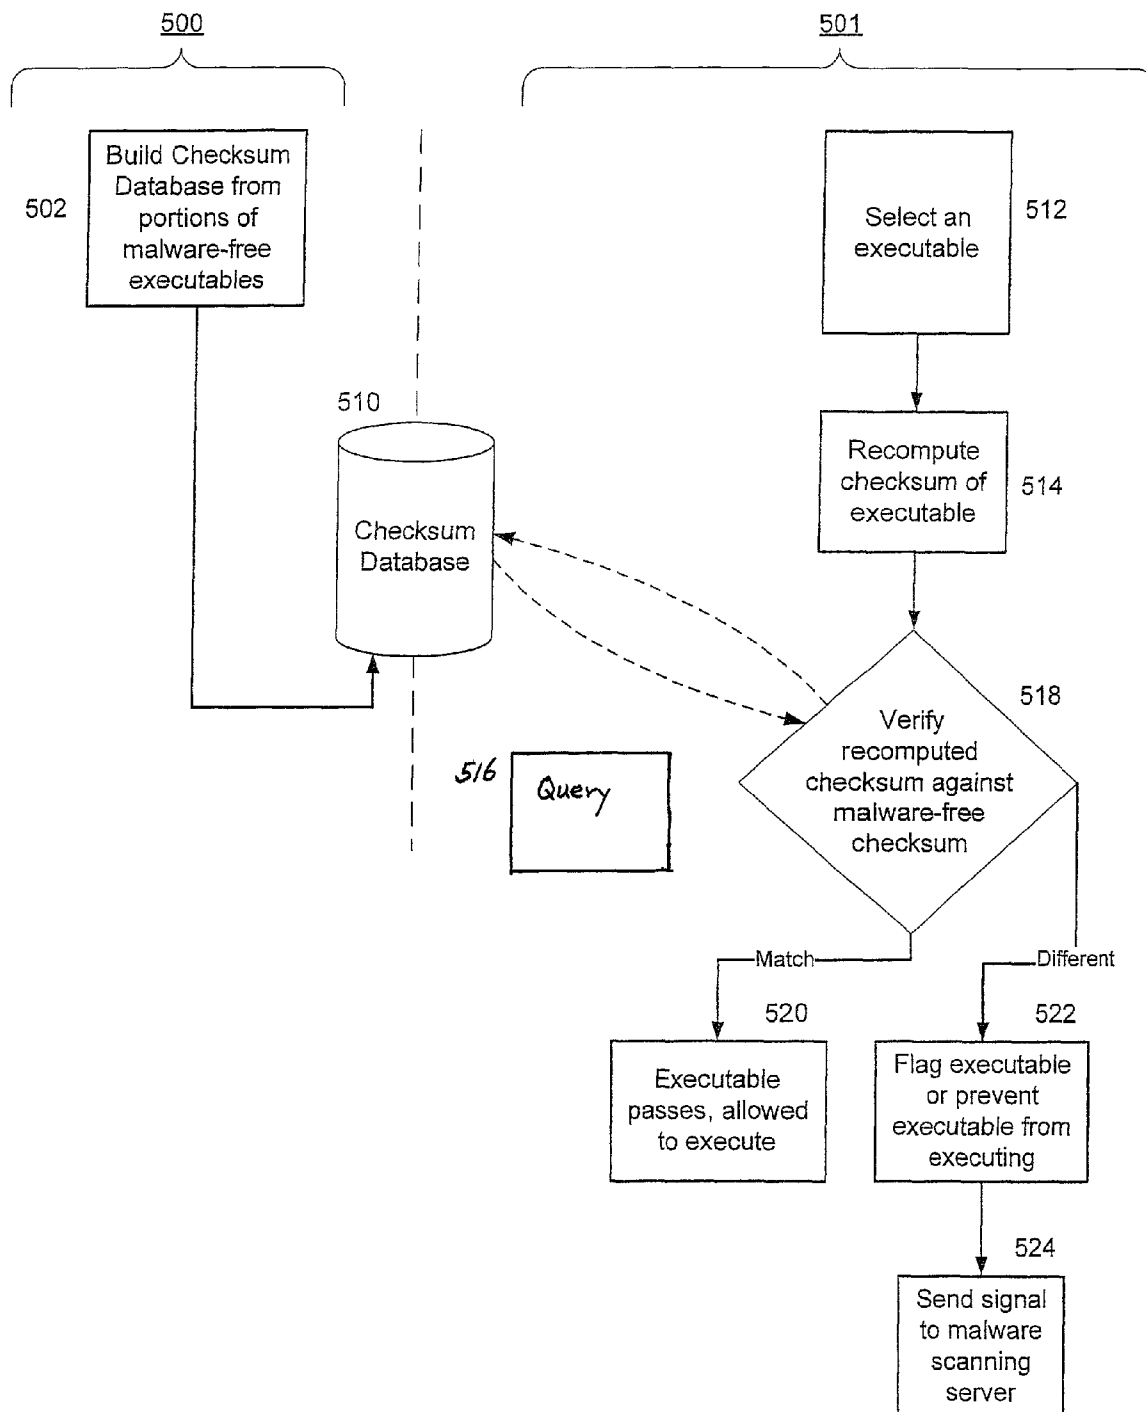 500
501
Build Checksum
Database from
portions of
malware-free
executables
502
Select an
executable
512
510
Checksum
Database
Recompute
checksum of
executable
514
518
Verify
recomputed
checksum against
malware-free
checksum
516
Query
Match
Different
520
522
Executable
passes, allowed
to execute
Flag executable
or prevent
executable from
executing
524
Send signal
to malware
scanning
server